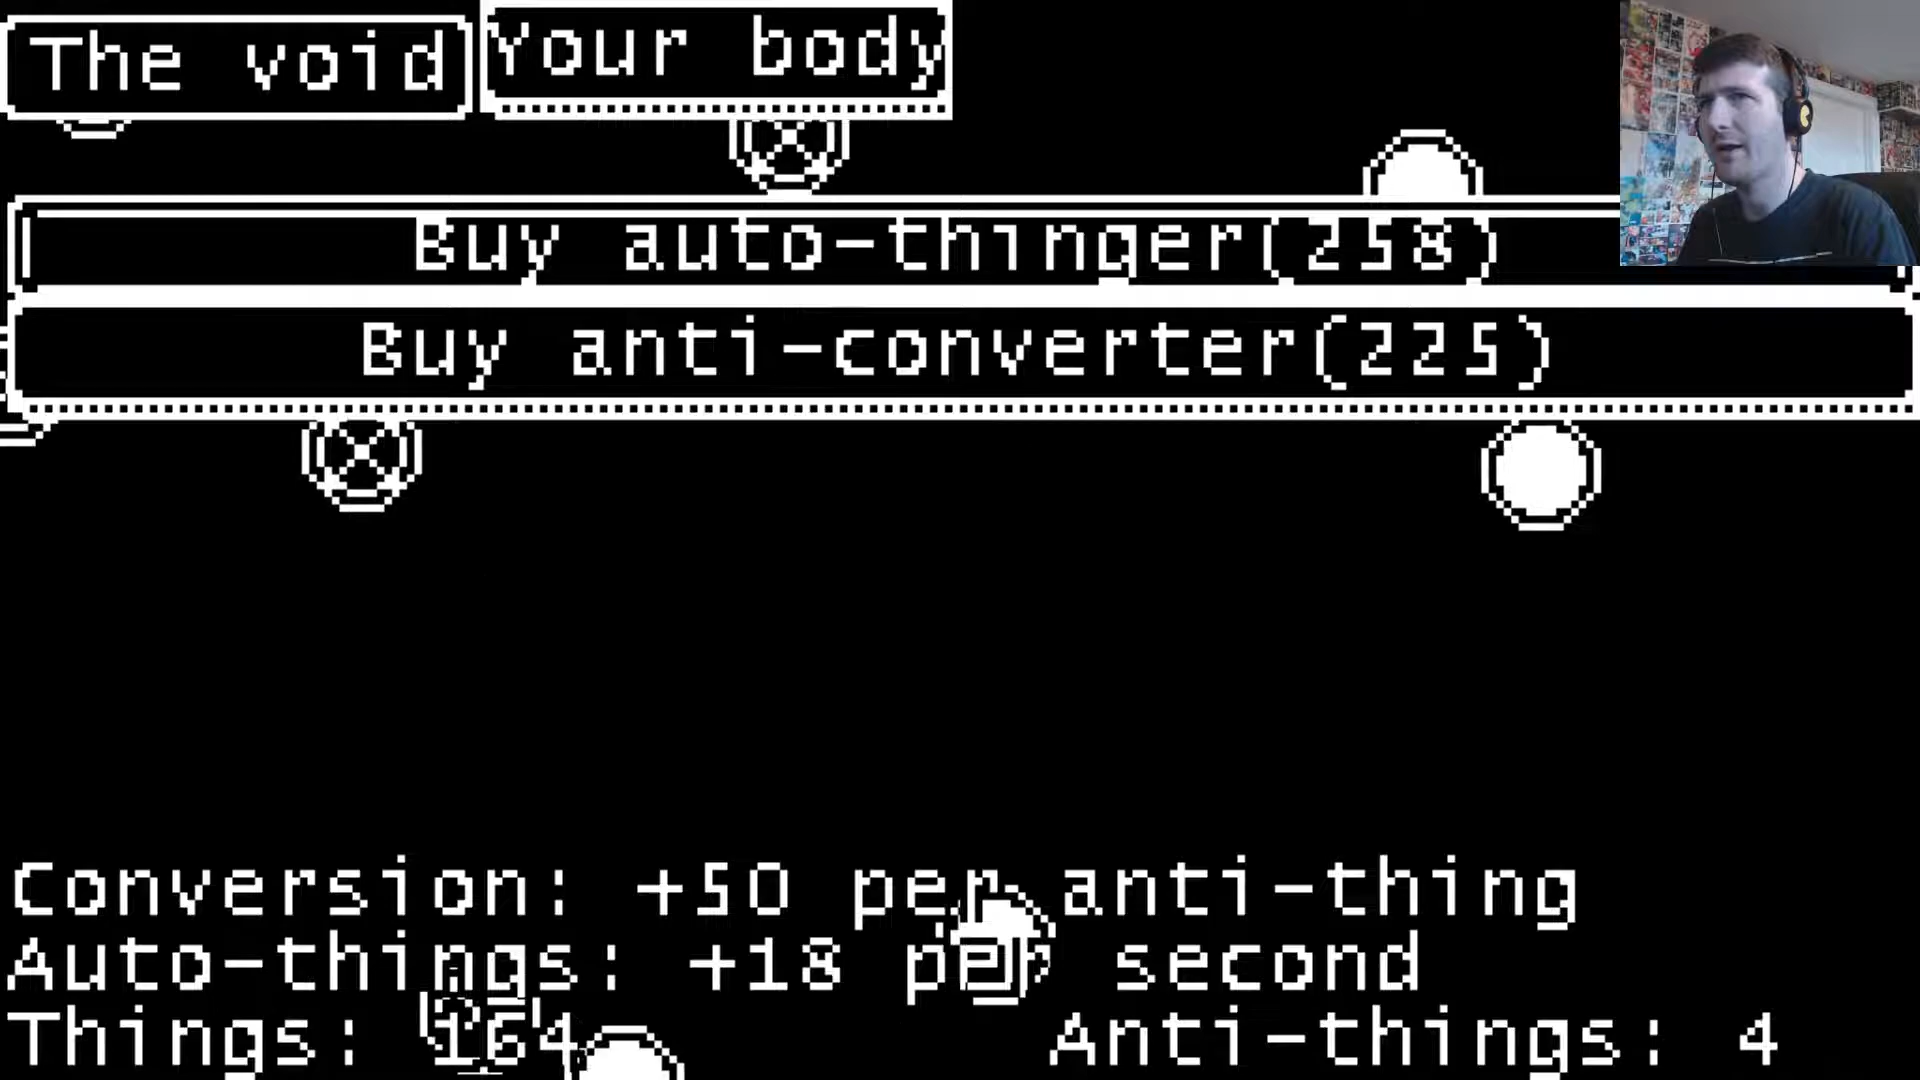 The void
Your body
Buy auto-thinger(258)
Buy anti-converter(225)
Conversion: +50 per anti-thing
Auto-things: +18 per second
Things: 164
Anti-things: 4